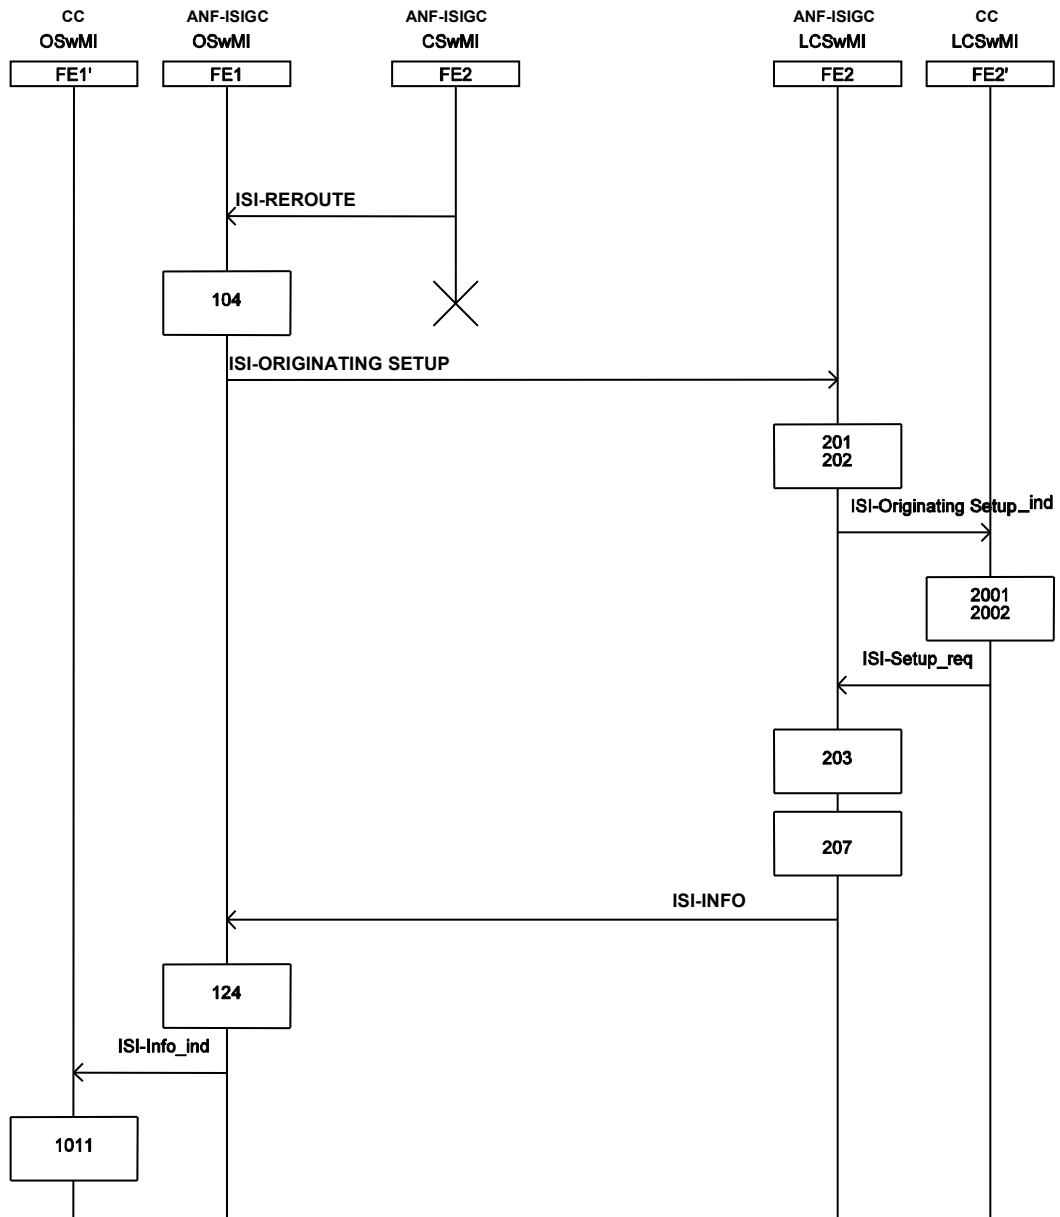 CC ANF-ISIGC ANF-ISIGC ANF-ISIGC CC
OSwMI OSwMI CSwMI LCSwMI LCSwMI
FE1' FE1 FE2 FE2 FE2'
ISI-REROUTE
104
ISI-ORIGINATING SETUP
201
202
ISI-Originating Setup_ind
2001
2002
ISI-Setup_req
203
207
ISI-INFO
124
ISI-Info_ind
1011